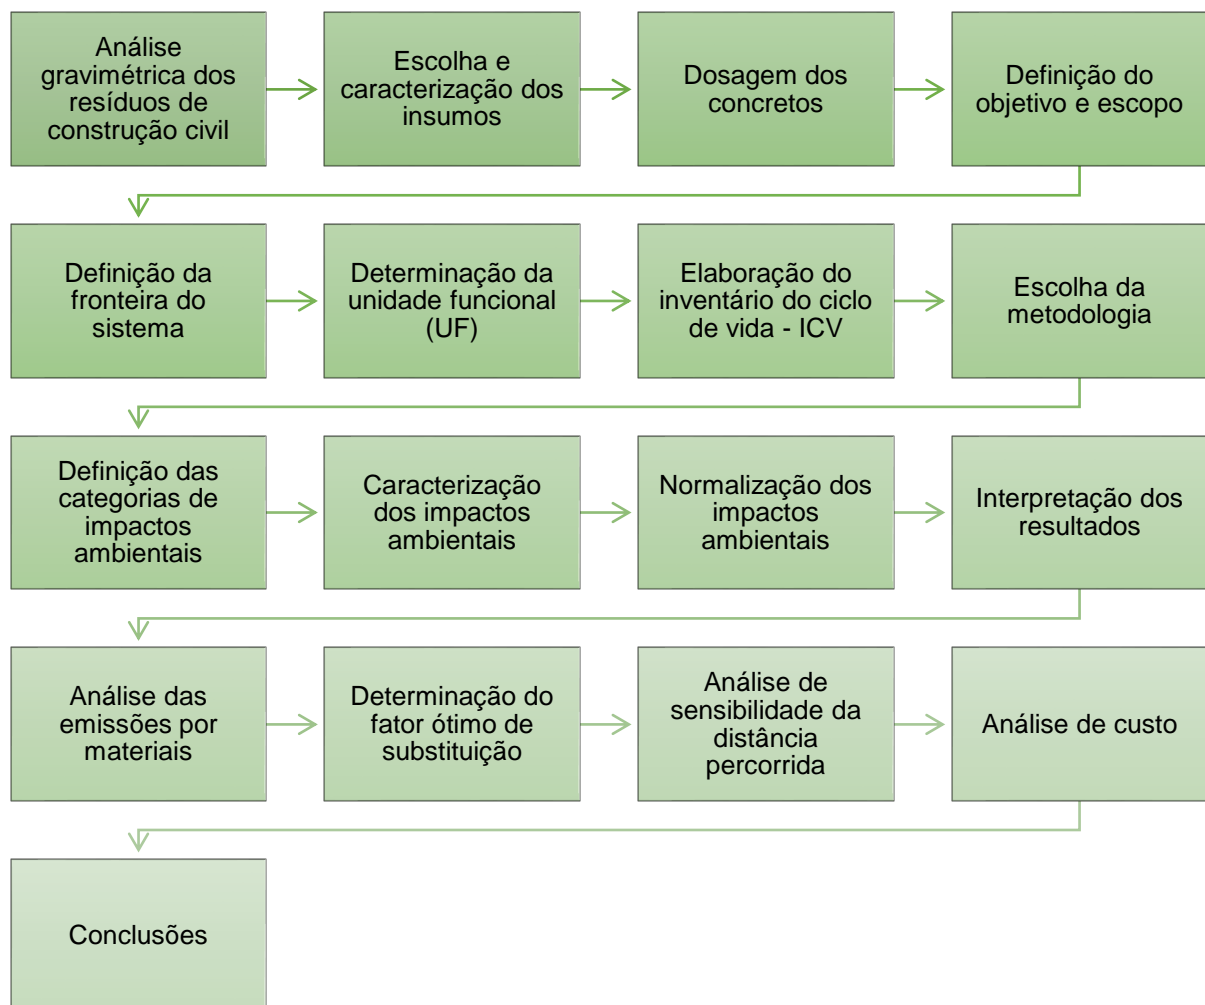 Análise
gravimétrica dos
resíduos de
construção civil
Escolha e
caracterização dos
insumos
Dosagem dos
concretos
Definição do
objetivo e escopo
Definição da
fronteira do
sistema
Determinação da
unidade funcional
(UF)
Elaboração do
inventário do ciclo
de vida - ICV
Escolha da
metodologia
Definição das
categorias de
impactos
ambientais
Caracterização
dos impactos
ambientais
Normalização dos
impactos
ambientais
Interpretação dos
resultados
Análise das
emissões por
materiais
Determinação do
fator ótimo de
substituição
Análise de
sensibilidade da
distância
percorrida
Análise de custo
Conclusões